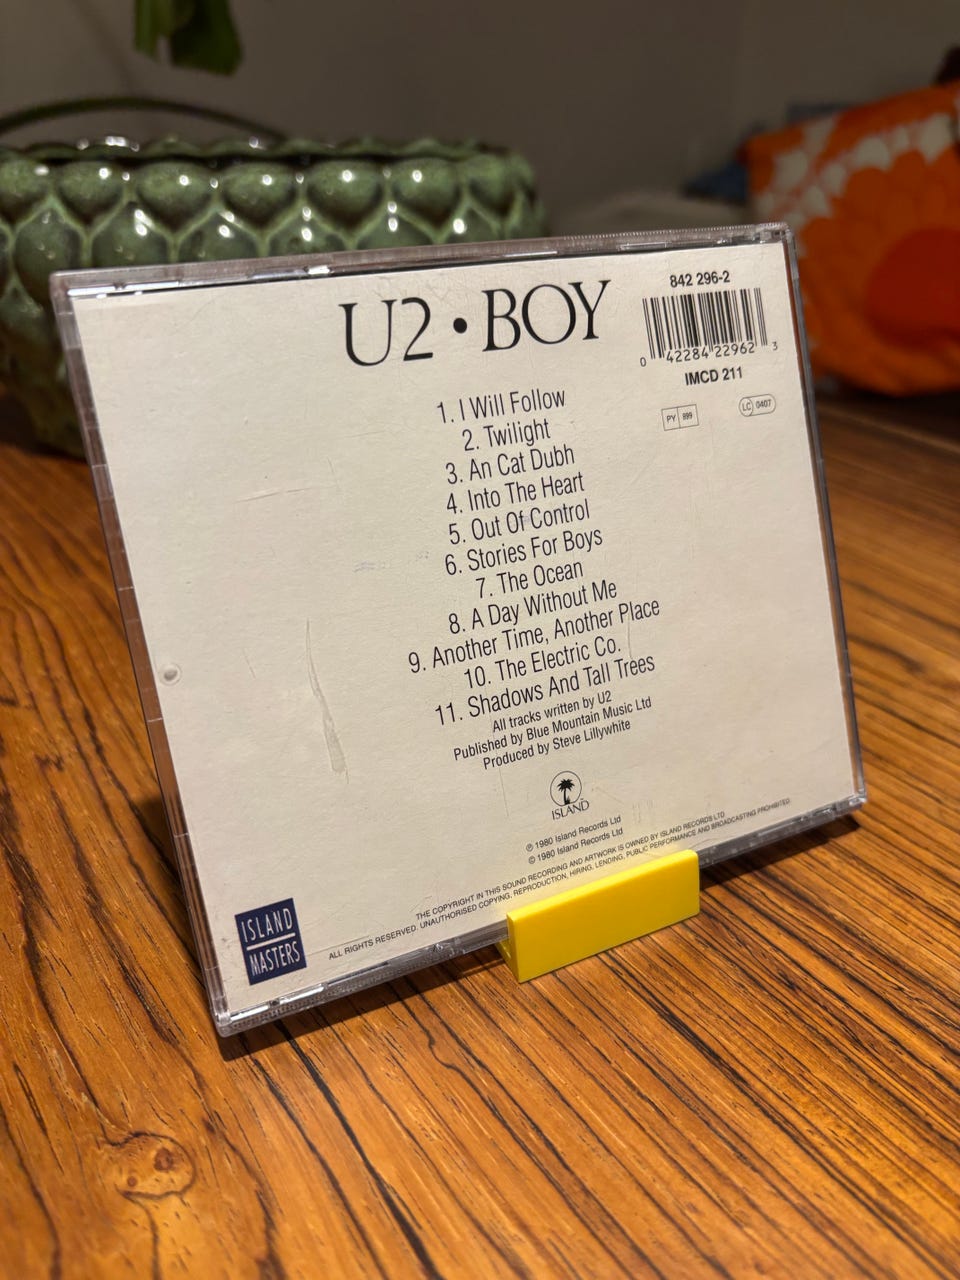 U2 • BOY
842 296-2
0 42284 22962 3
IMCD 211
PY 899
LC 0407
1. I Will Follow
2. Twilight
3. An Cat Dubh
4. Into The Heart
5. Out Of Control
6. Stories For Boys
7. The Ocean
8. A Day Without Me
9. Another Time, Another Place
10. The Electric Co.
11. Shadows And Tall Trees
All tracks written by U2
Published by Blue Mountain Music Ltd
Produced by Steve Lillywhite
ISLAND
℗ 1980 Island Records Ltd
© 1980 Island Records Ltd
THE COPYRIGHT IN THIS SOUND RECORDING AND ARTWORK IS OWNED BY ISLAND RECORDS LTD
ALL RIGHTS RESERVED. UNAUTHORISED COPYING, REPRODUCTION, HIRING, LENDING, PUBLIC PERFORMANCE AND BROADCASTING PROHIBITED
ISLAND
MASTERS